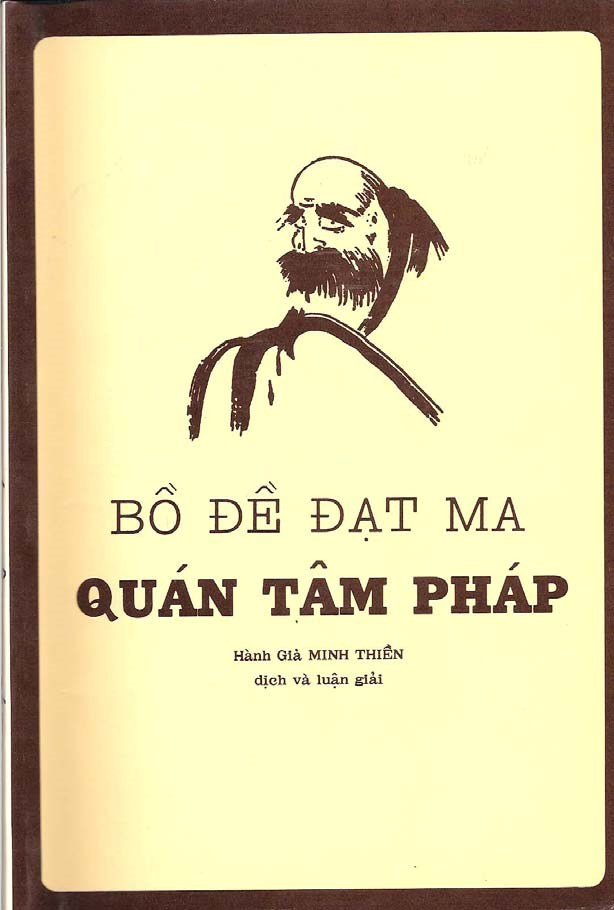 BỒ ĐỀ ĐẠT MA
QUÁN TÂM PHÁP
Hành Giả MINH THIỀN
dịch và luận giải